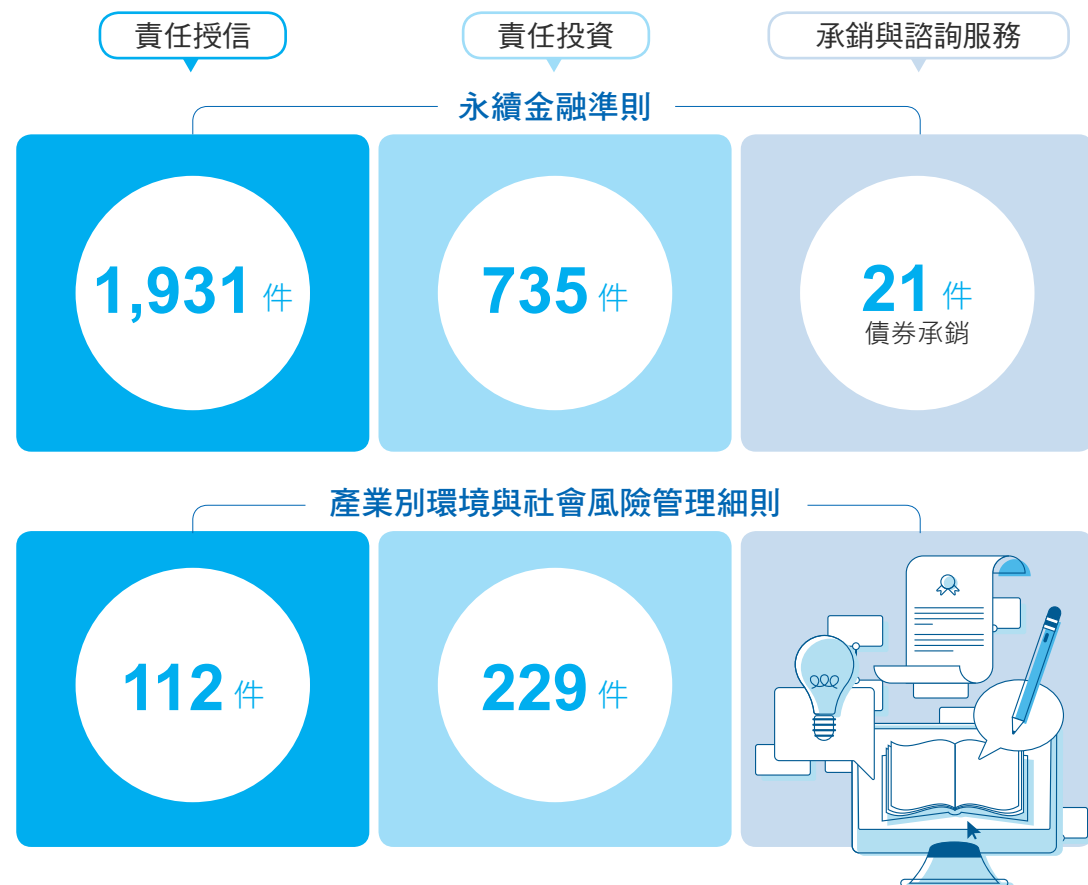 責任授信
責任投資
承銷與諮詢服務
永續金融準則
1,931 件
735 件
21 件
債券承銷
產業別環境與社會風險管理細則
112 件
229 件